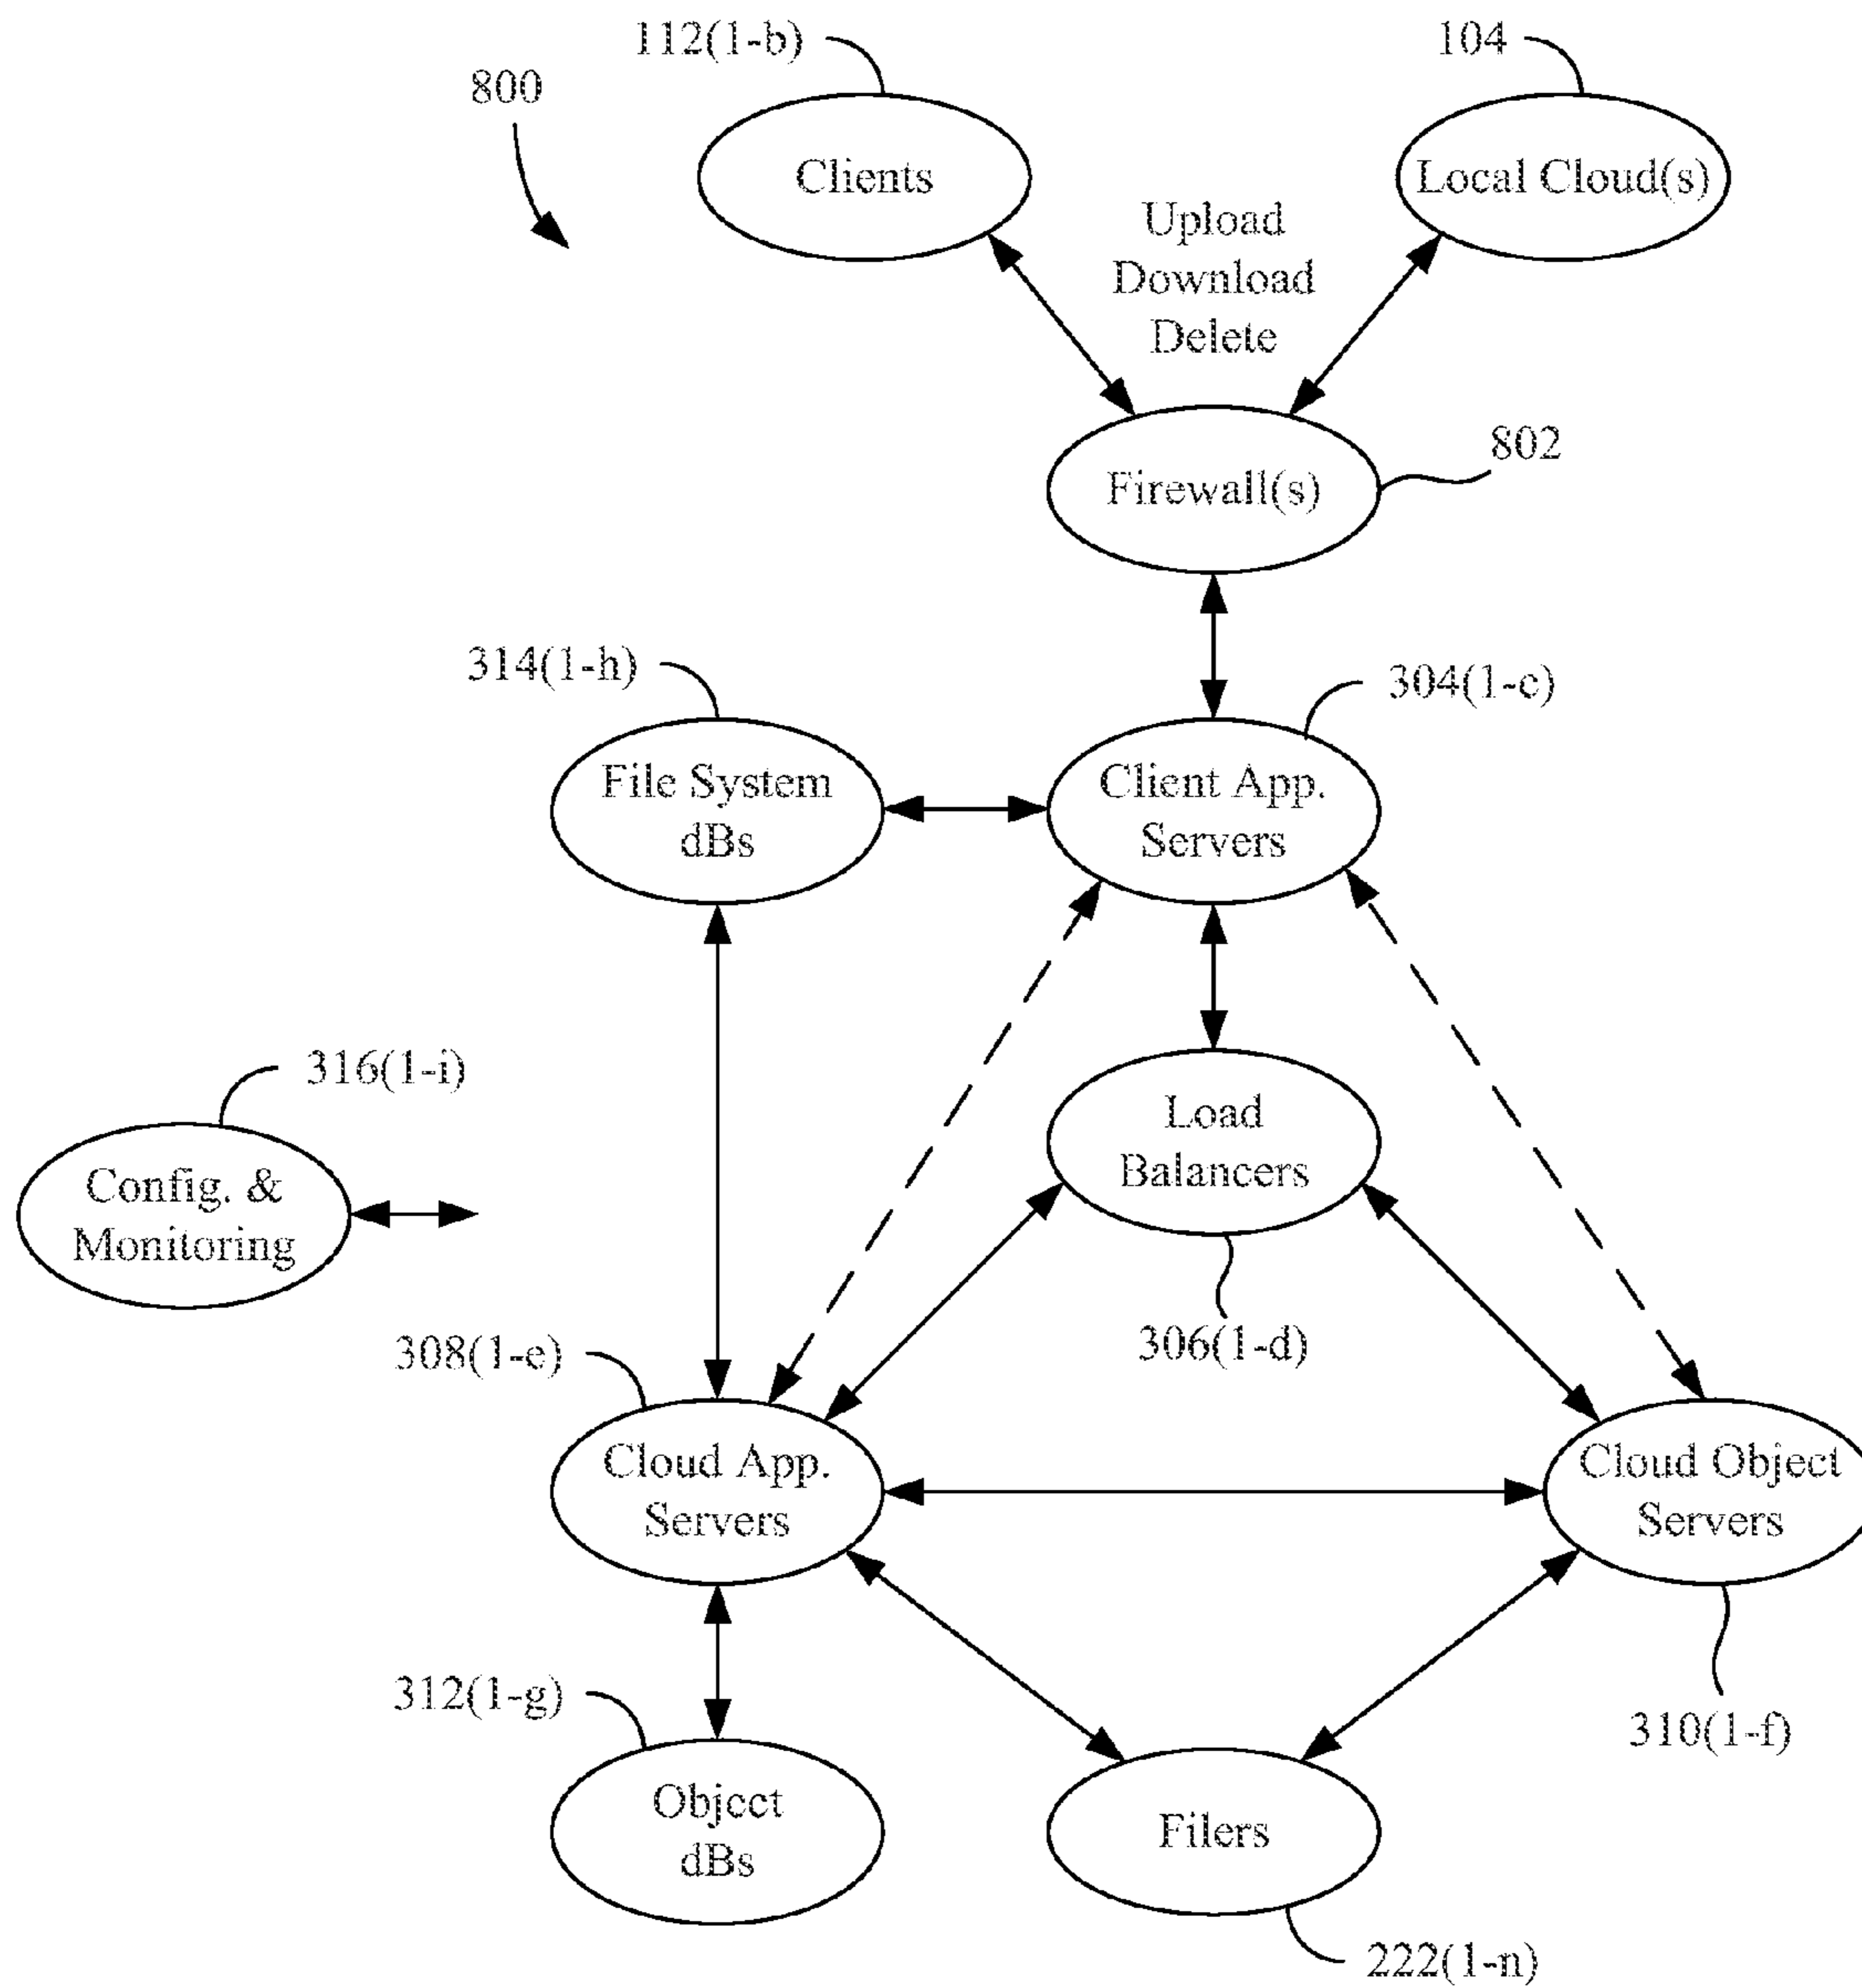 112(1-b)
104
800
Clients
Local Cloud(s)
Upload
Download
Delete
802
Firewall(s)
314(1-h)
304(1-c)
File System
dBs
Client App.
Servers
316(1-i)
Load
Balancers
Config. &
Monitoring
308(1-e)
306(1-d)
Cloud App.
Servers
Cloud Object
Servers
312(1-g)
310(1-f)
Object
dBs
Filers
222(1-n)